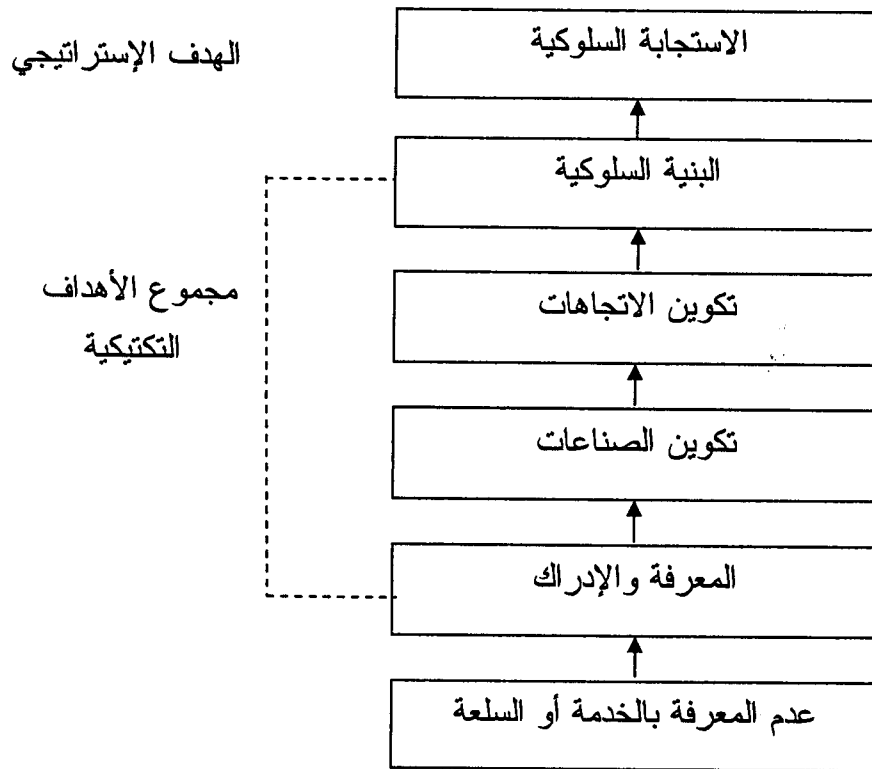 الاستجابة السلوكية
الهدف الإستراتيجي
البنية السلوكية
تكوين الاتجاهات
مجموع الأهداف
التكتيكية
تكوين الصناعات
المعرفة والإدراك
عدم المعرفة بالخدمة أو السلعة